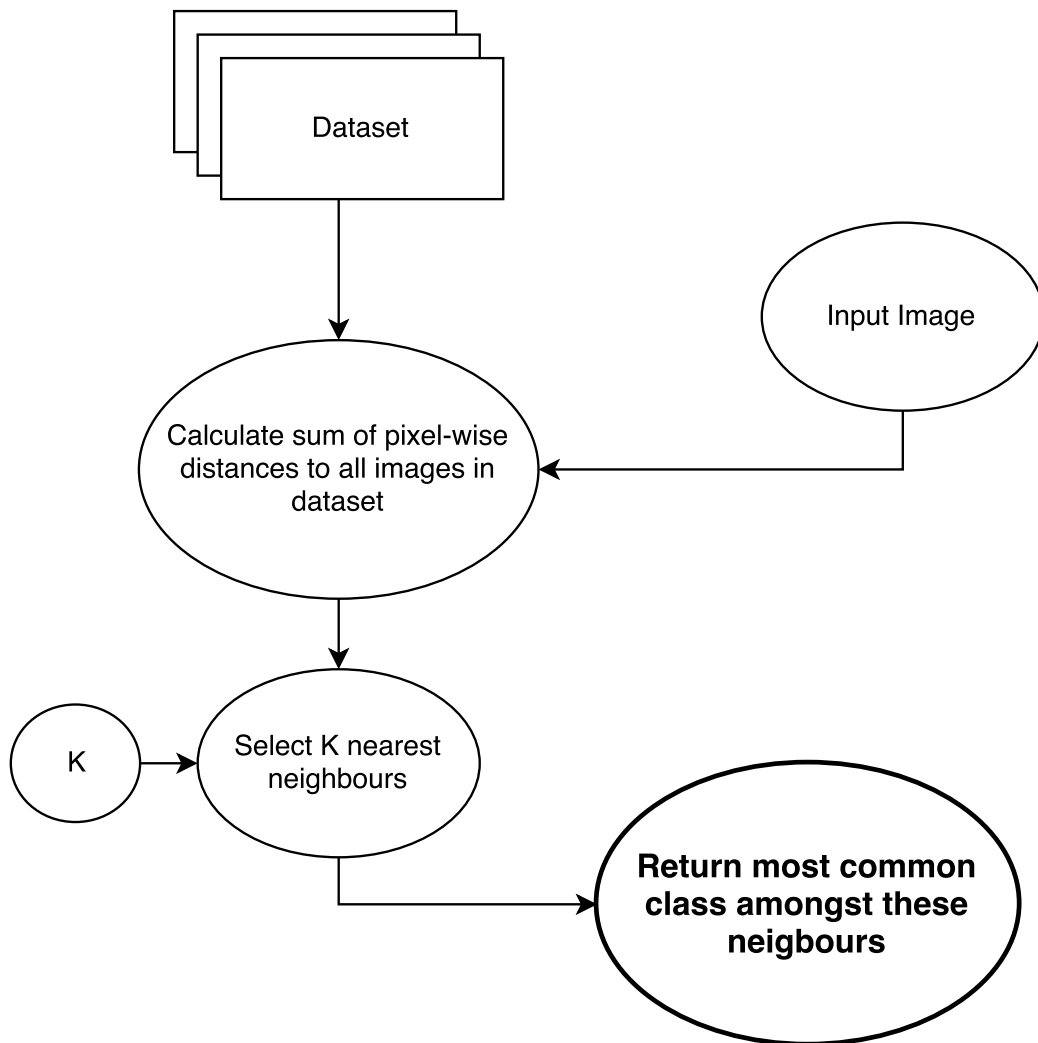 Dataset
Input Image
Calculate sum of pixel-wise
distances to all images in
dataset
K
Select K nearest
neighbours
Return most common
class amongst these
neigbours